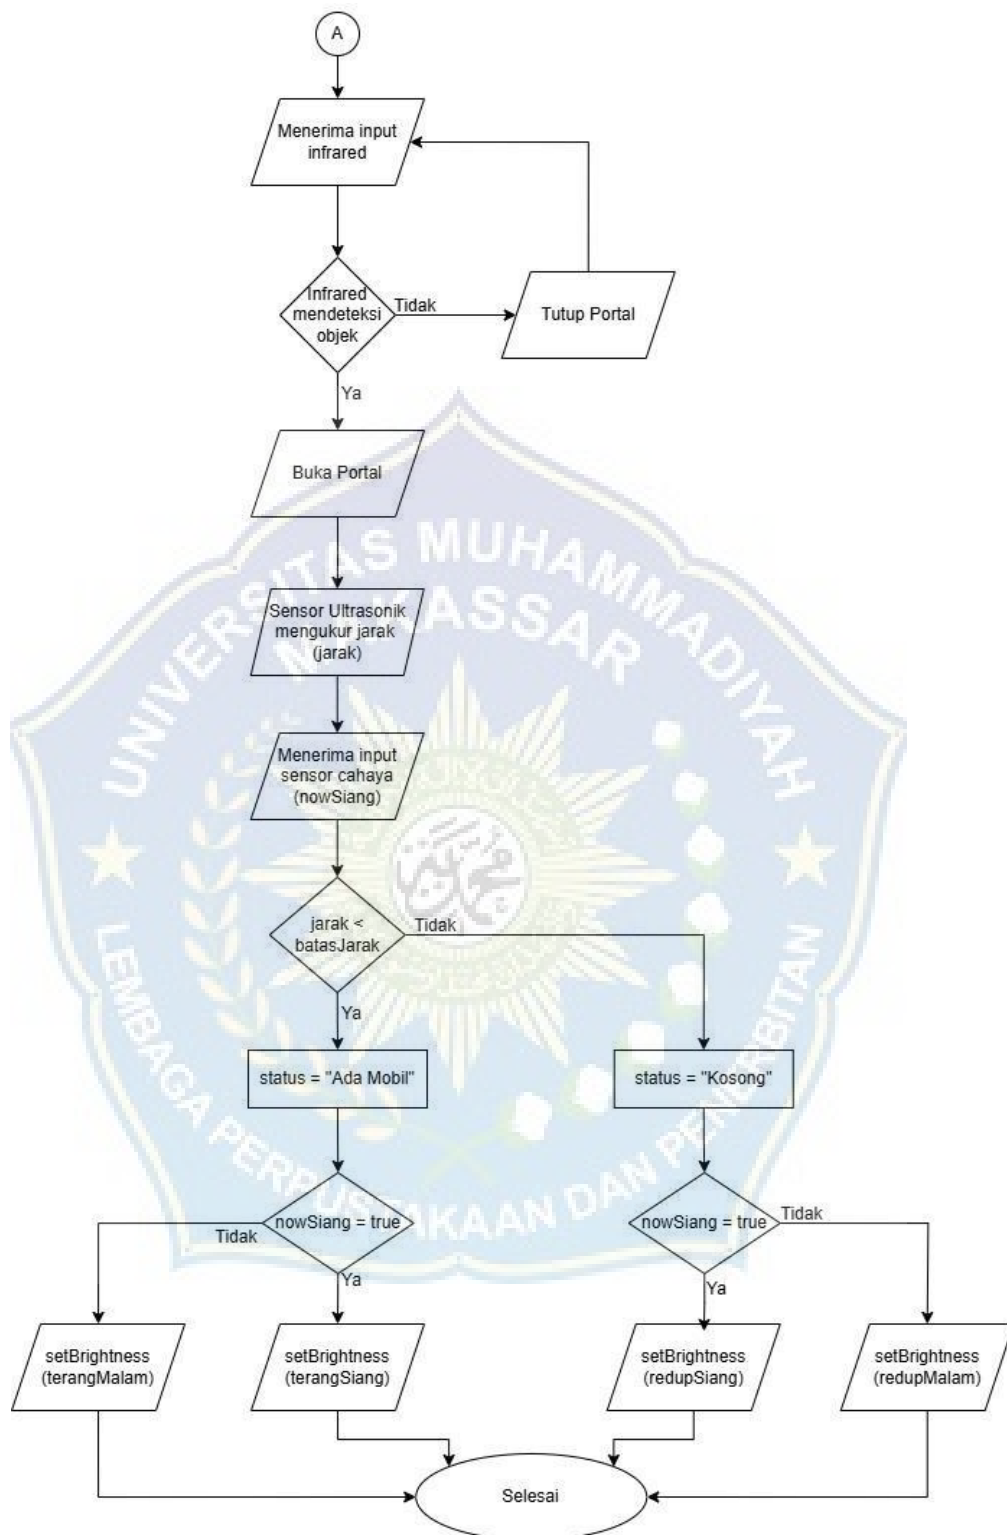 A
Menerima input
infrared
Infrared
mendeteksi
objek
Tidak
Tutup Portal
Ya
Buka Portal
UNIVERSITAS MUHAMMADIYAH
MAKASSAR
Sensor Ultrasonik
mengukur jarak
(jarak)
Menerima input
sensor cahaya
(nowSiang)
jarak <
batasJarak
Tidak
Ya
status = "Ada Mobil"
status = "Kosong"
LEMBAGA PERPUSTAKAAN DAN PENERBITAN
nowSiang = true
Tidak
Ya
nowSiang = true
Tidak
Ya
setBrightness
(terangMalam)
setBrightness
(terangSiang)
setBrightness
(redupSiang)
setBrightness
(redupMalam)
Selesai